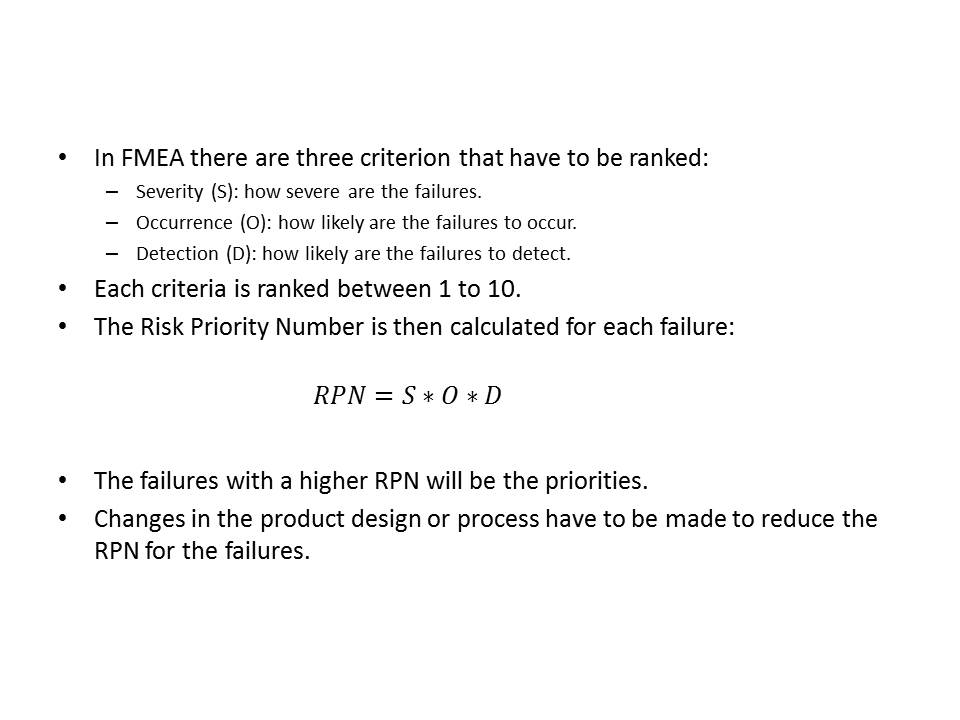 • In FMEA there are three criterion that have to be ranked:
– Severity (S): how severe are the failures.
– Occurrence (O): how likely are the failures to occur.
– Detection (D): how likely are the failures to detect.
• Each criteria is ranked between 1 to 10.
• The Risk Priority Number is then calculated for each failure:
RPN = S ∗ O ∗ D
• The failures with a higher RPN will be the priorities.
• Changes in the product design or process have to be made to reduce the
RPN for the failures.